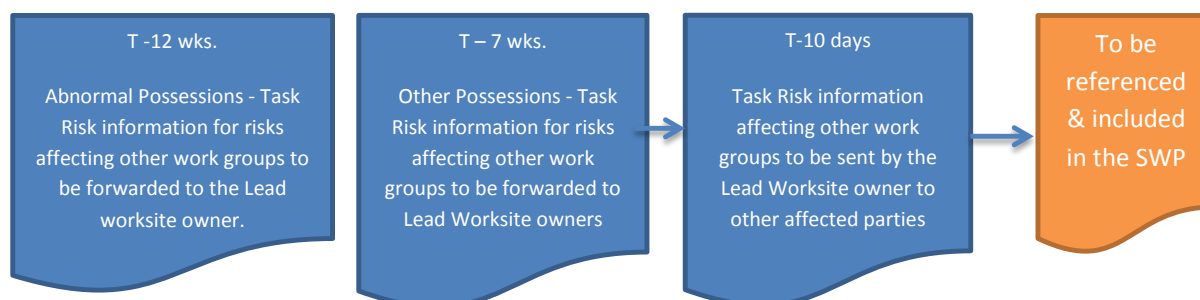 T -12 wks.
Abnormal Possessions - Task
Risk information for risks
affecting other work groups to
be forwarded to the Lead
worksite owner.
T – 7 wks.
Other Possessions - Task
Risk information for risks
affecting other work
groups to be forwarded to
Lead Worksite owners
T-10 days
Task Risk information
affecting other work
groups to be sent by the
Lead Worksite owner to
other affected parties
To be
referenced
& included
in the SWP